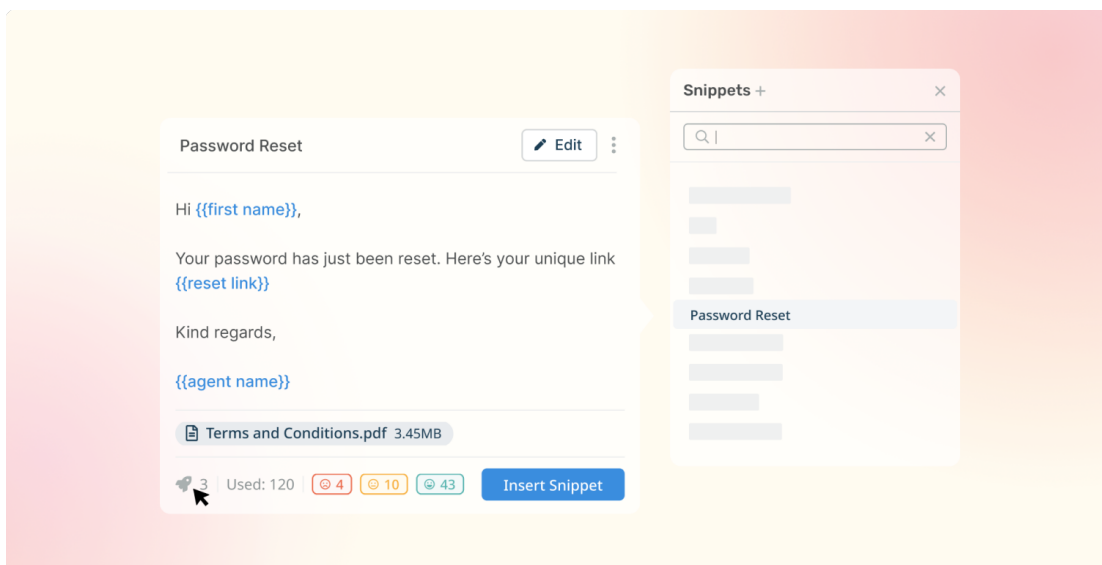 Snippets +
Password Reset
Edit
Hi {{first name}},
Your password has just been reset. Here's your unique link
{{reset link}}
Kind regards,
{{agent name}}
Terms and Conditions.pdf 3.45MB
3 Used: 120 4 10 43 Insert Snippet
Password Reset